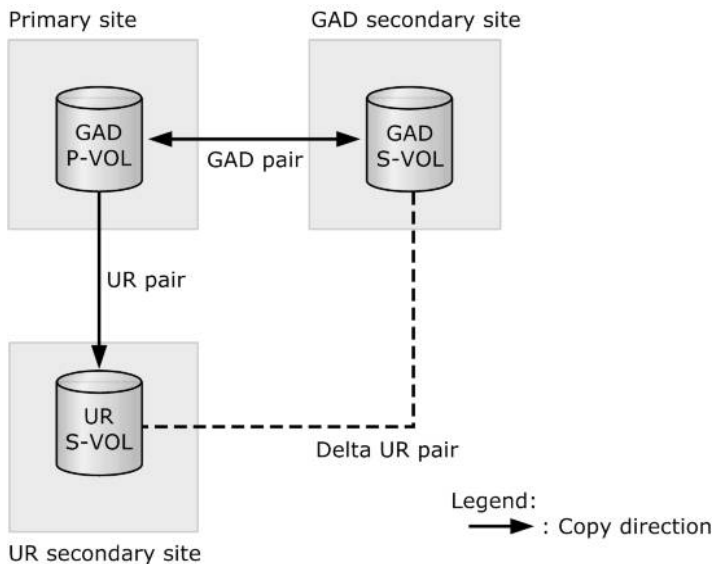 Primary site
GAD secondary site
GAD
P-VOL
GAD
S-VOL
GAD pair
UR pair
UR
S-VOL
Delta UR pair
Legend:
: Copy direction
UR secondary site